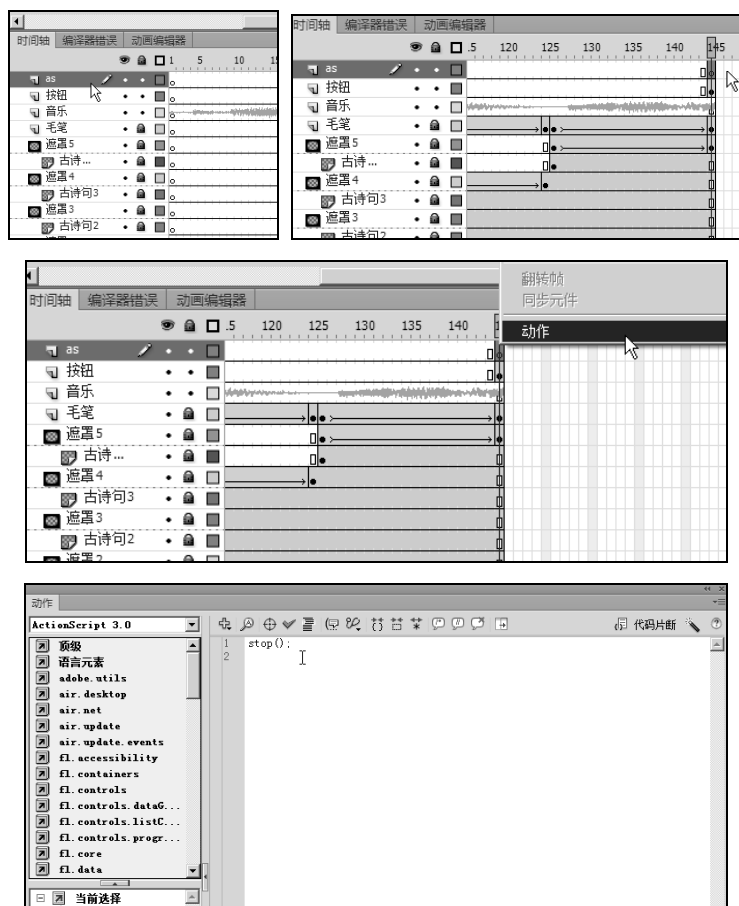 时间轴 编译器错误 动画编辑器
1 5 10 15
as
按钮
音乐
毛笔
遮罩5
古诗...
遮罩4
古诗句3
遮罩3
古诗句2
时间轴 编译器错误 动画编辑器
.5 120 125 130 135 140 145
as
按钮
音乐
毛笔
遮罩5
古诗...
遮罩4
古诗句3
遮罩3
古诗句2
时间轴 编译器错误 动画编辑器
.5 120 125 130 135 140
as
按钮
音乐
毛笔
遮罩5
古诗...
遮罩4
古诗句3
遮罩3
古诗句2
遮罩2
翻转帧
同步元件
动作
动作
ActionScript 3.0
代码片断
顶级
语言元素
adobe.utils
air.desktop
air.net
air.update
air.update.events
fl.accessibility
fl.containers
fl.controls
fl.controls.dataG...
fl.controls.listC...
fl.controls.progr...
fl.core
fl.data
当前选择
1 stop();
2